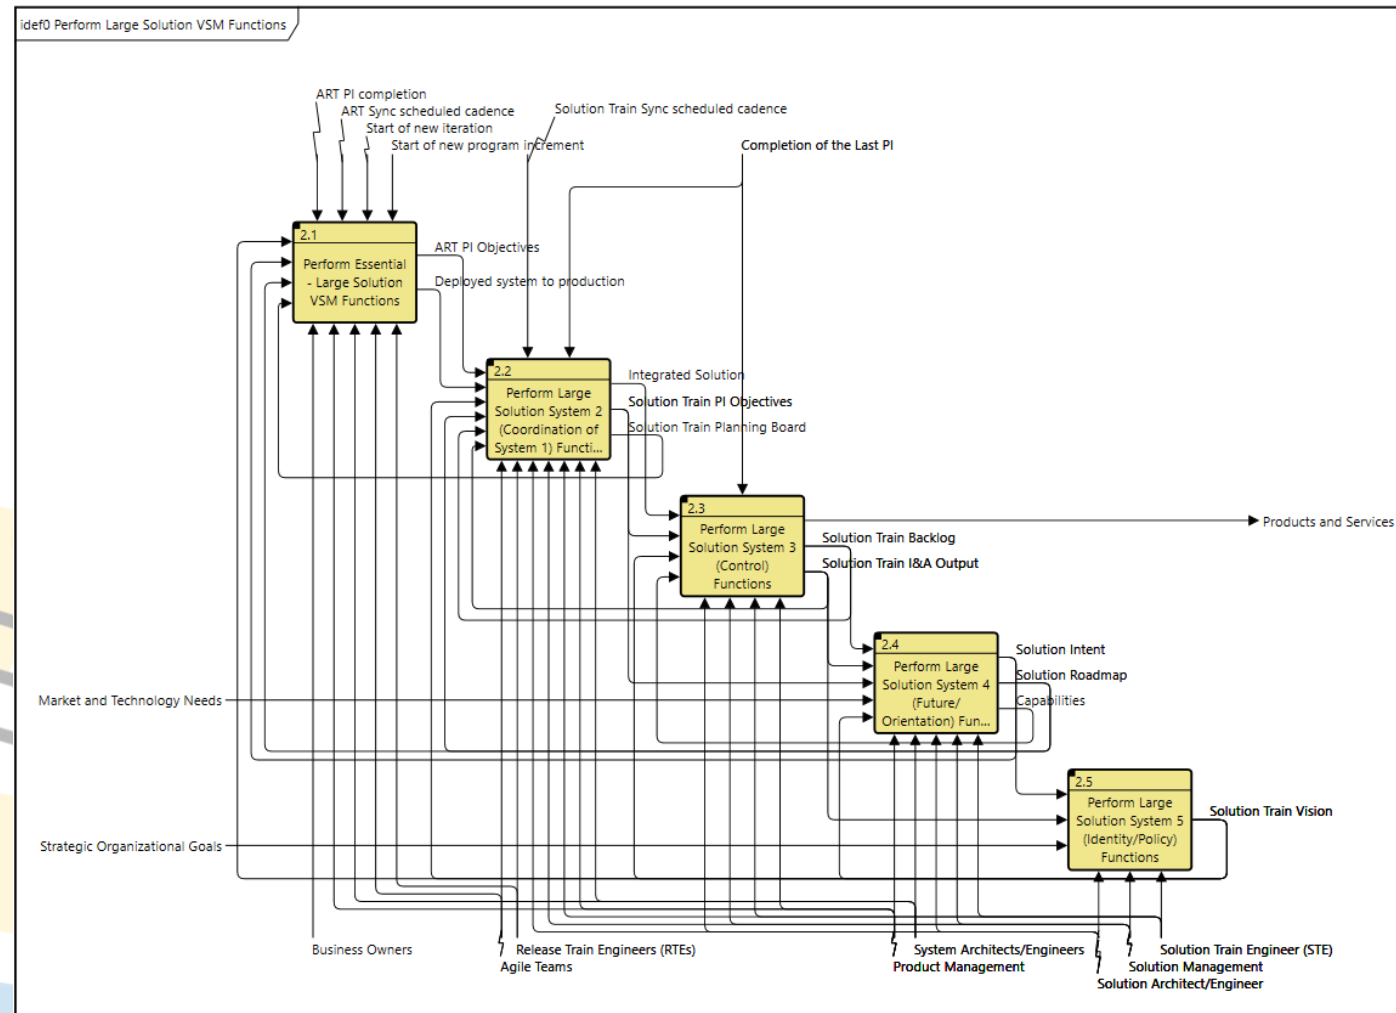 idef0 Perform Large Solution VSM Functions
ART PI completion
ART Sync scheduled cadence
Start of new iteration
Start of new program increment
Solution Train Sync scheduled cadence
Completion of the Last PI
2.1
Perform Essential
- Large Solution
VSM Functions
ART PI Objectives
Deployed system to production
2.2
Perform Large
Solution System 2
(Coordination of
System 1) Functi...
Integrated Solution
Solution Train PI Objectives
Solution Train Planning Board
2.3
Perform Large
Solution System 3
(Control)
Functions
Products and Services
Solution Train Backlog
Solution Train I&A Output
2.4
Perform Large
Solution System 4
(Future/
Orientation) Fun...
Solution Intent
Solution Roadmap
Capabilities
Market and Technology Needs
2.5
Perform Large
Solution System 5
(Identity/Policy)
Functions
Solution Train Vision
Strategic Organizational Goals
Business Owners
Release Train Engineers (RTEs)
Agile Teams
System Architects/Engineers
Product Management
Solution Train Engineer (STE)
Solution Management
Solution Architect/Engineer